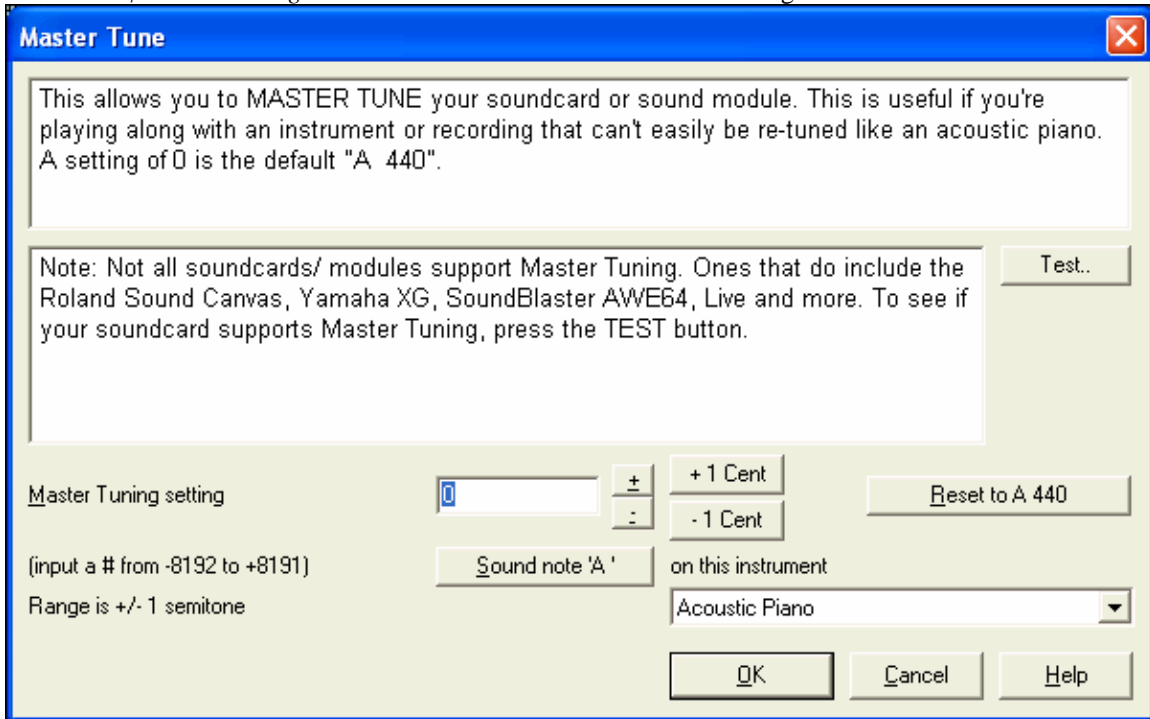 Master Tune
This allows you to MASTER TUNE your soundcard or sound module. This is useful if you're
playing along with an instrument or recording that can't easily be re-tuned like an acoustic piano.
A setting of 0 is the default "A 440".
Note: Not all soundcards/ modules support Master Tuning. Ones that do include the
Roland Sound Canvas, Yamaha XG, SoundBlaster AWE64, Live and more. To see if
your soundcard supports Master Tuning, press the TEST button.
Test..
Master Tuning setting
0
+
-
+ 1 Cent
- 1 Cent
Reset to A 440
(input a # from -8192 to +8191)
Sound note 'A '
on this instrument
Range is +/- 1 semitone
Acoustic Piano
OK
Cancel
Help